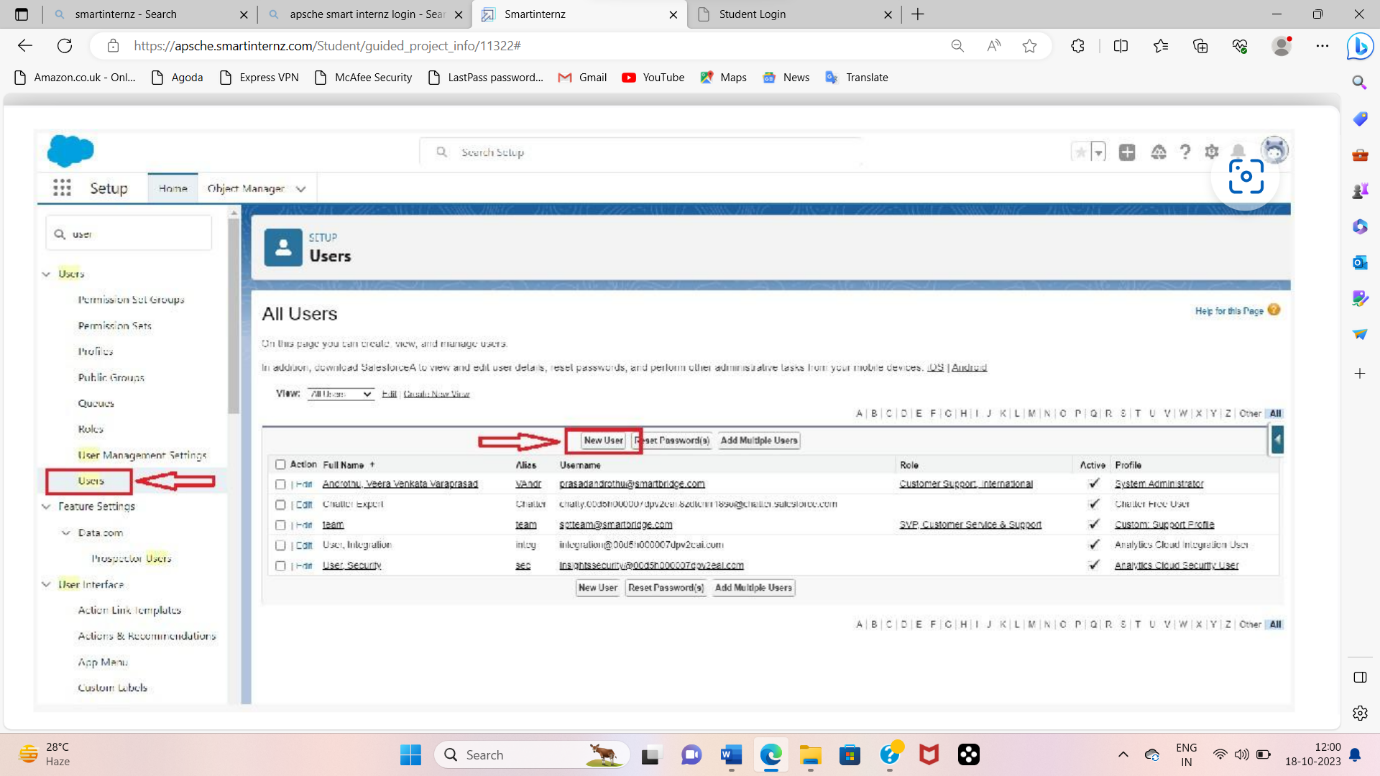 smartinternz - Search
apsche smart internz login - Sear
Smartinternz
Student Login
https://apsche.smartinternz.com/Student/guided_project_info/11322#
Amazon.co.uk - Onl...
Agoda
Express VPN
McAfee Security
LastPass password...
Gmail
YouTube
Maps
News
Translate
Search Setup
Setup
Home
Object Manager
user
Users
Permission Set Groups
Permission Sets
Profiles
Public Groups
Queues
Roles
User Management Settings
Users
Feature Settings
Data.com
Prospector Users
User Interface
Action Link Templates
Actions & Recommendations
App Menu
Custom Labels
SETUP
Users
All Users
Help for this Page
On this page you can create, view, and manage users.
In addition, download SalesforceA to view and edit user details, reset passwords, and perform other administrative tasks from your mobile devices: iOS | Android
View: All Users Edit | Create New View
A | B | C | D | E | F | G | H | I | J | K | L | M | N | O | P | Q | R | S | T | U | V | W | X | Y | Z | Other All
New User Reset Password(s) Add Multiple Users
Action Full Name Alias Username Role Active Profile
Edit Androthu, Veera Venkata Varaprasad VAndr prasadandrothu@smartbridge.com Customer Support, International System Administrator
Edit Chatter Expert Chatter Chatter Free User
Edit team team SVP, Customer Service & Support Custom: Support Profile
Edit User, Integration integ integration@00d5h000007dpv2eai.com Analytics Cloud Integration User
Edit User, Security sec insightssecurity@00d5h000007dpv2eai.com Analytics Cloud Security User
New User Reset Password(s) Add Multiple Users
A | B | C | D | E | F | G | H | I | J | K | L | M | N | O | P | Q | R | S | T | U | V | W | X | Y | Z | Other All
28°C
Haze
Search
ENG
IN
12:00
18-10-2023